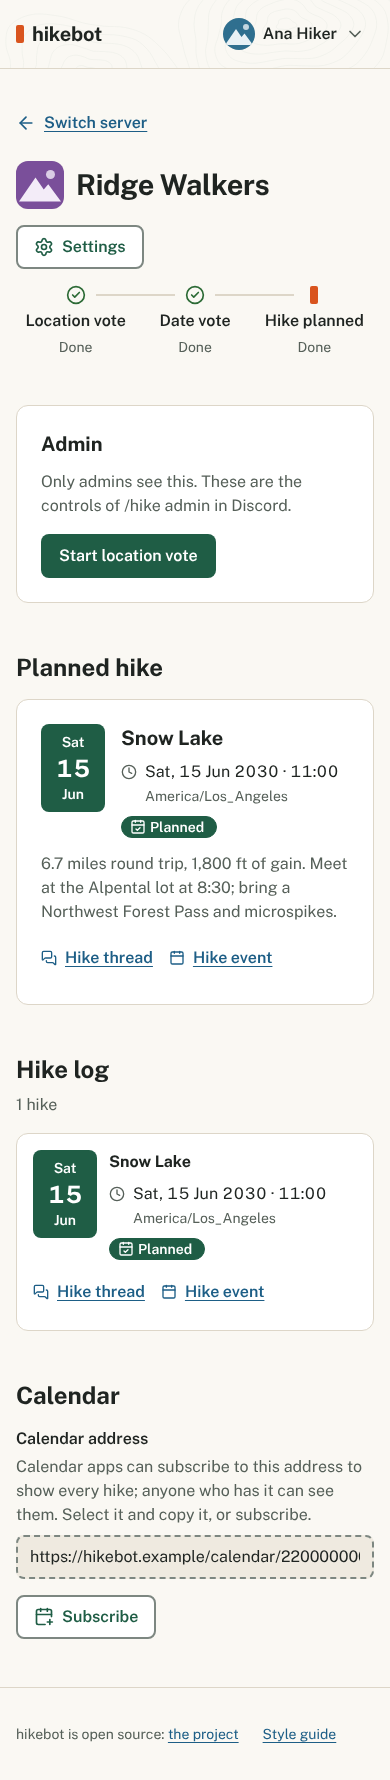 hikebot
Ana Hiker
Switch server
Ridge Walkers
Settings
Location vote
Date vote
Hike planned
Done
Done
Done
Admin
Only admins see this. These are the
controls of /hike admin in Discord.
Start location vote
Planned hike
Sat
15
Jun
Snow Lake
Sat, 15 Jun 2030 · 11:00
America/Los_Angeles
Planned
6.7 miles round trip, 1,800 ft of gain. Meet
at the Alpental lot at 8:30; bring a
Northwest Forest Pass and microspikes.
Hike thread
Hike event
Hike log
1 hike
Sat
15
Jun
Snow Lake
Sat, 15 Jun 2030 · 11:00
America/Los_Angeles
Planned
Hike thread
Hike event
Calendar
Calendar address
Calendar apps can subscribe to this address to
show every hike; anyone who has it can see
them. Select it and copy it, or subscribe.
https://hikebot.example/calendar/22000000
Subscribe
hikebot is open source: the project
Style guide